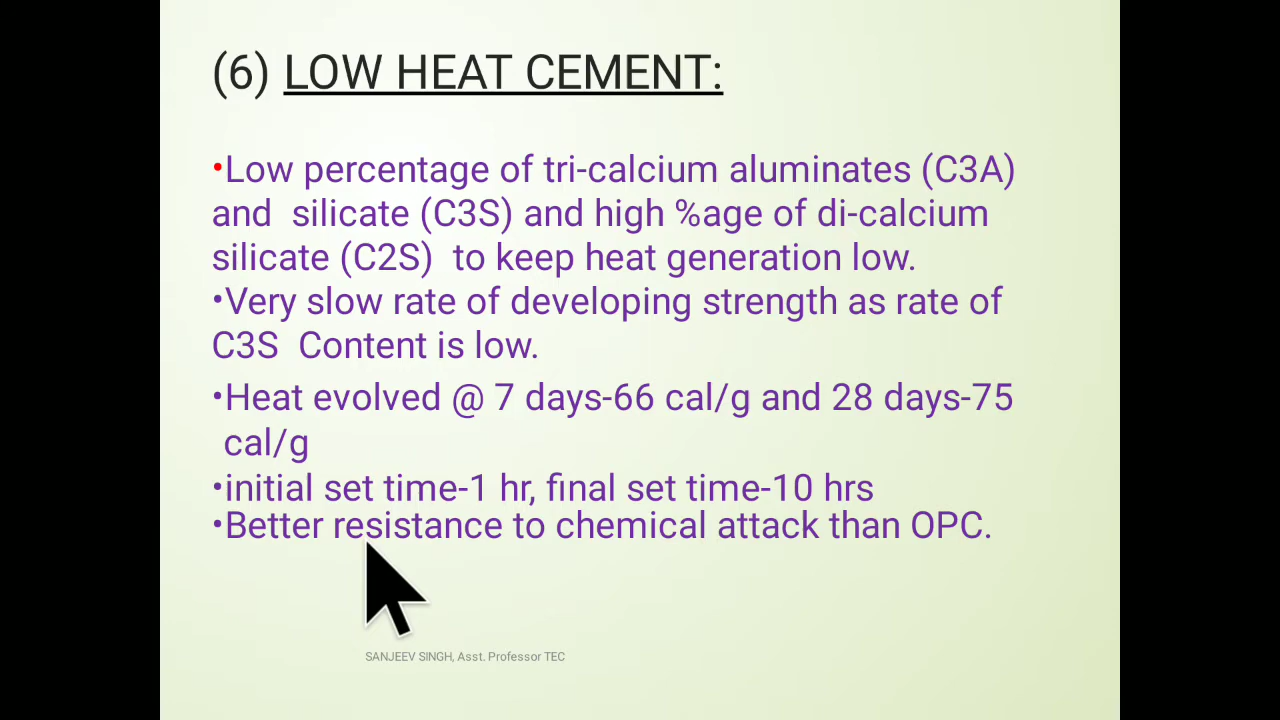 (6) LOW HEAT CEMENT:
•Low percentage of tri-calcium aluminates (C3A)
and  silicate (C3S) and high %age of di-calcium
silicate (C2S)  to keep heat generation low.
•Very slow rate of developing strength as rate of
C3S  Content is low.
•Heat evolved @ 7 days-66 cal/g and 28 days-75
cal/g
•initial set time-1 hr, final set time-10 hrs
•Better resistance to chemical attack than OPC.
SANJEEV SINGH, Asst. Professor TEC